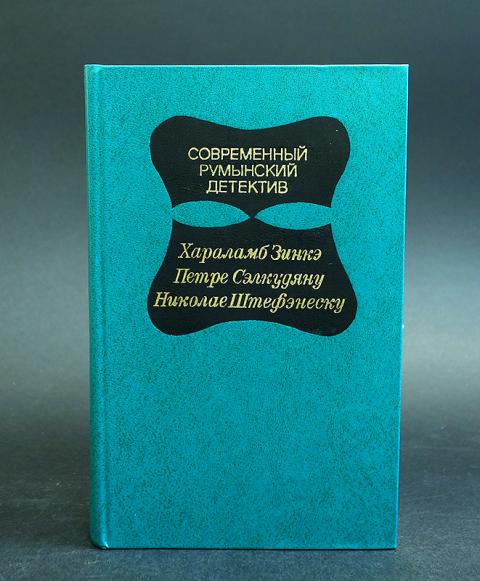 СОВРЕМЕННЫЙ
РУМЫНСКИЙ
ДЕТЕКТИВ
Хараламб Зинкэ
Петре Сэлкудяну
Николае Штефэнеску